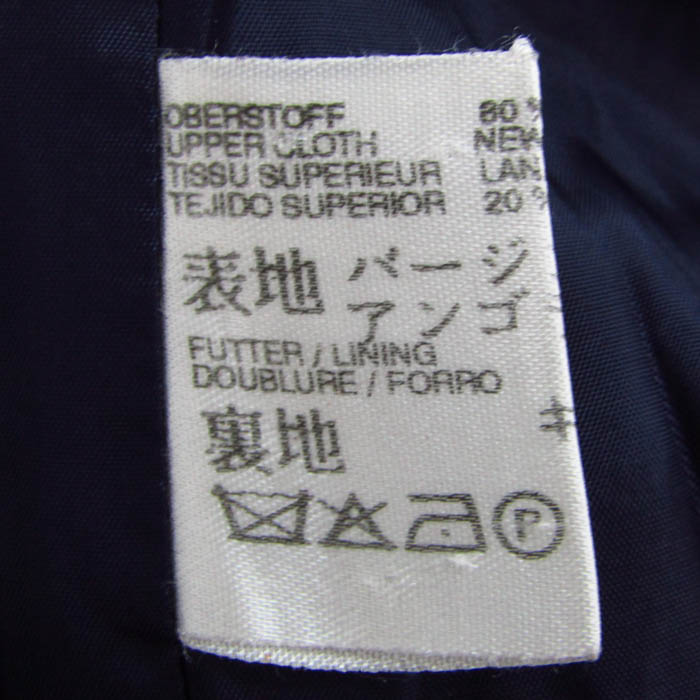 OBERSTOFF 80 %
UPPER CLOTH NEW
TISSU SUPERIEUR LAN
TEJIDO SUPERIOR 20 %
表地 バージ
アンゴ
FUTTER / LINING
DOUBLURE / FORRO
裏地
P